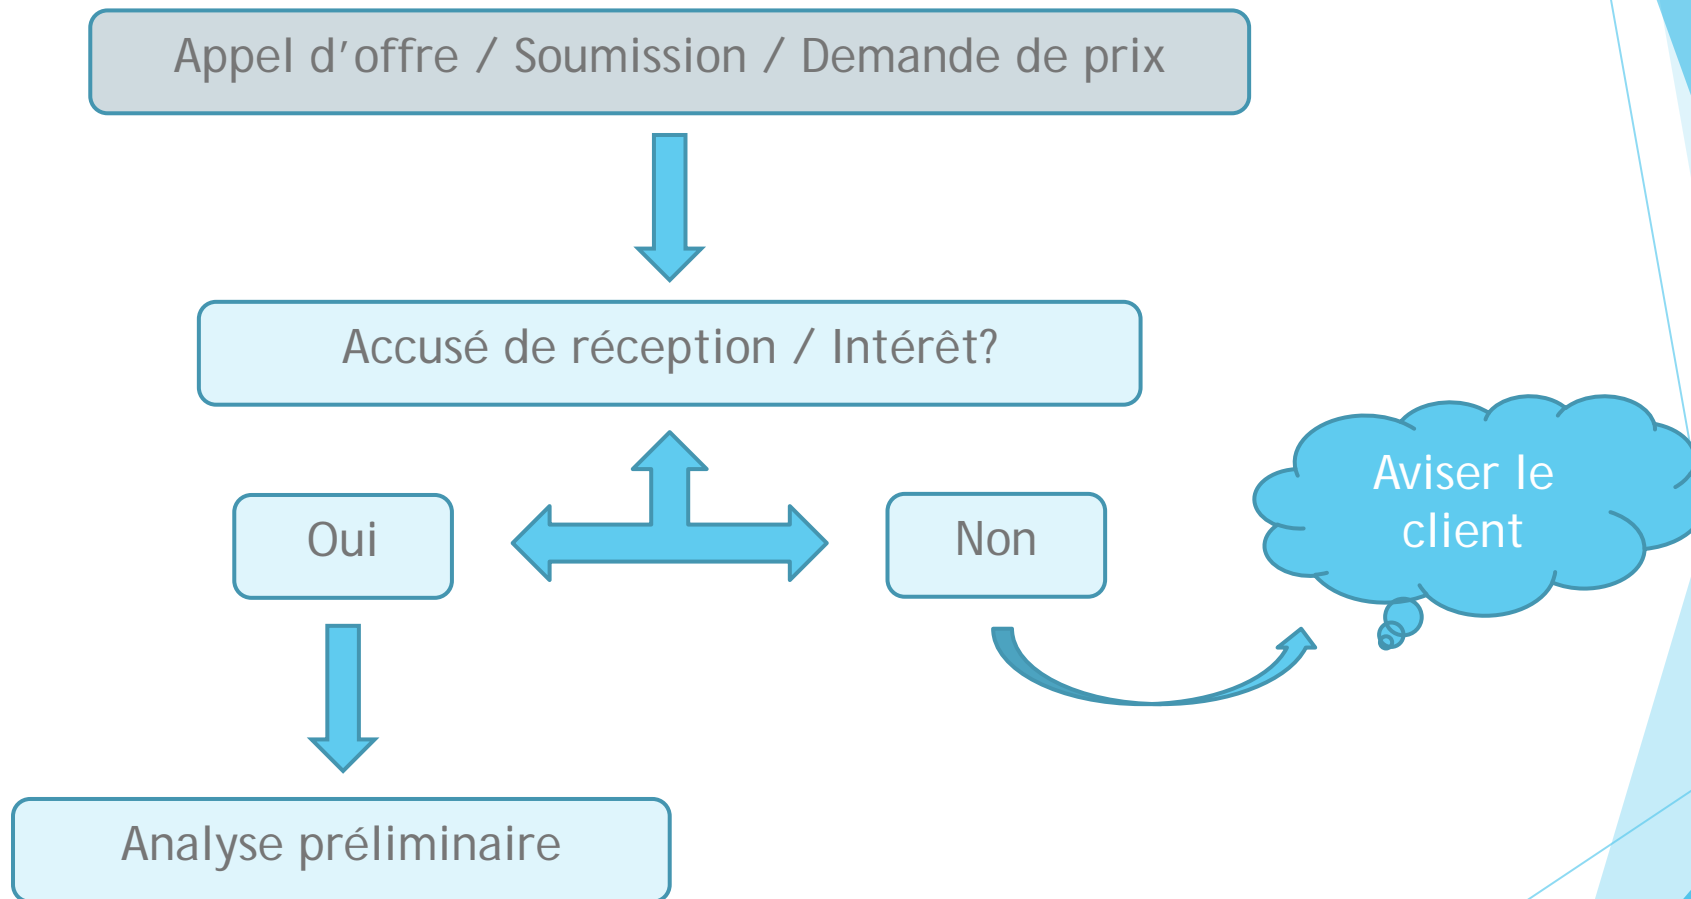 Appel d’offre / Soumission / Demande de prix
Accusé de réception / Intérêt?
Oui
Non
Aviser le
client
Analyse préliminaire